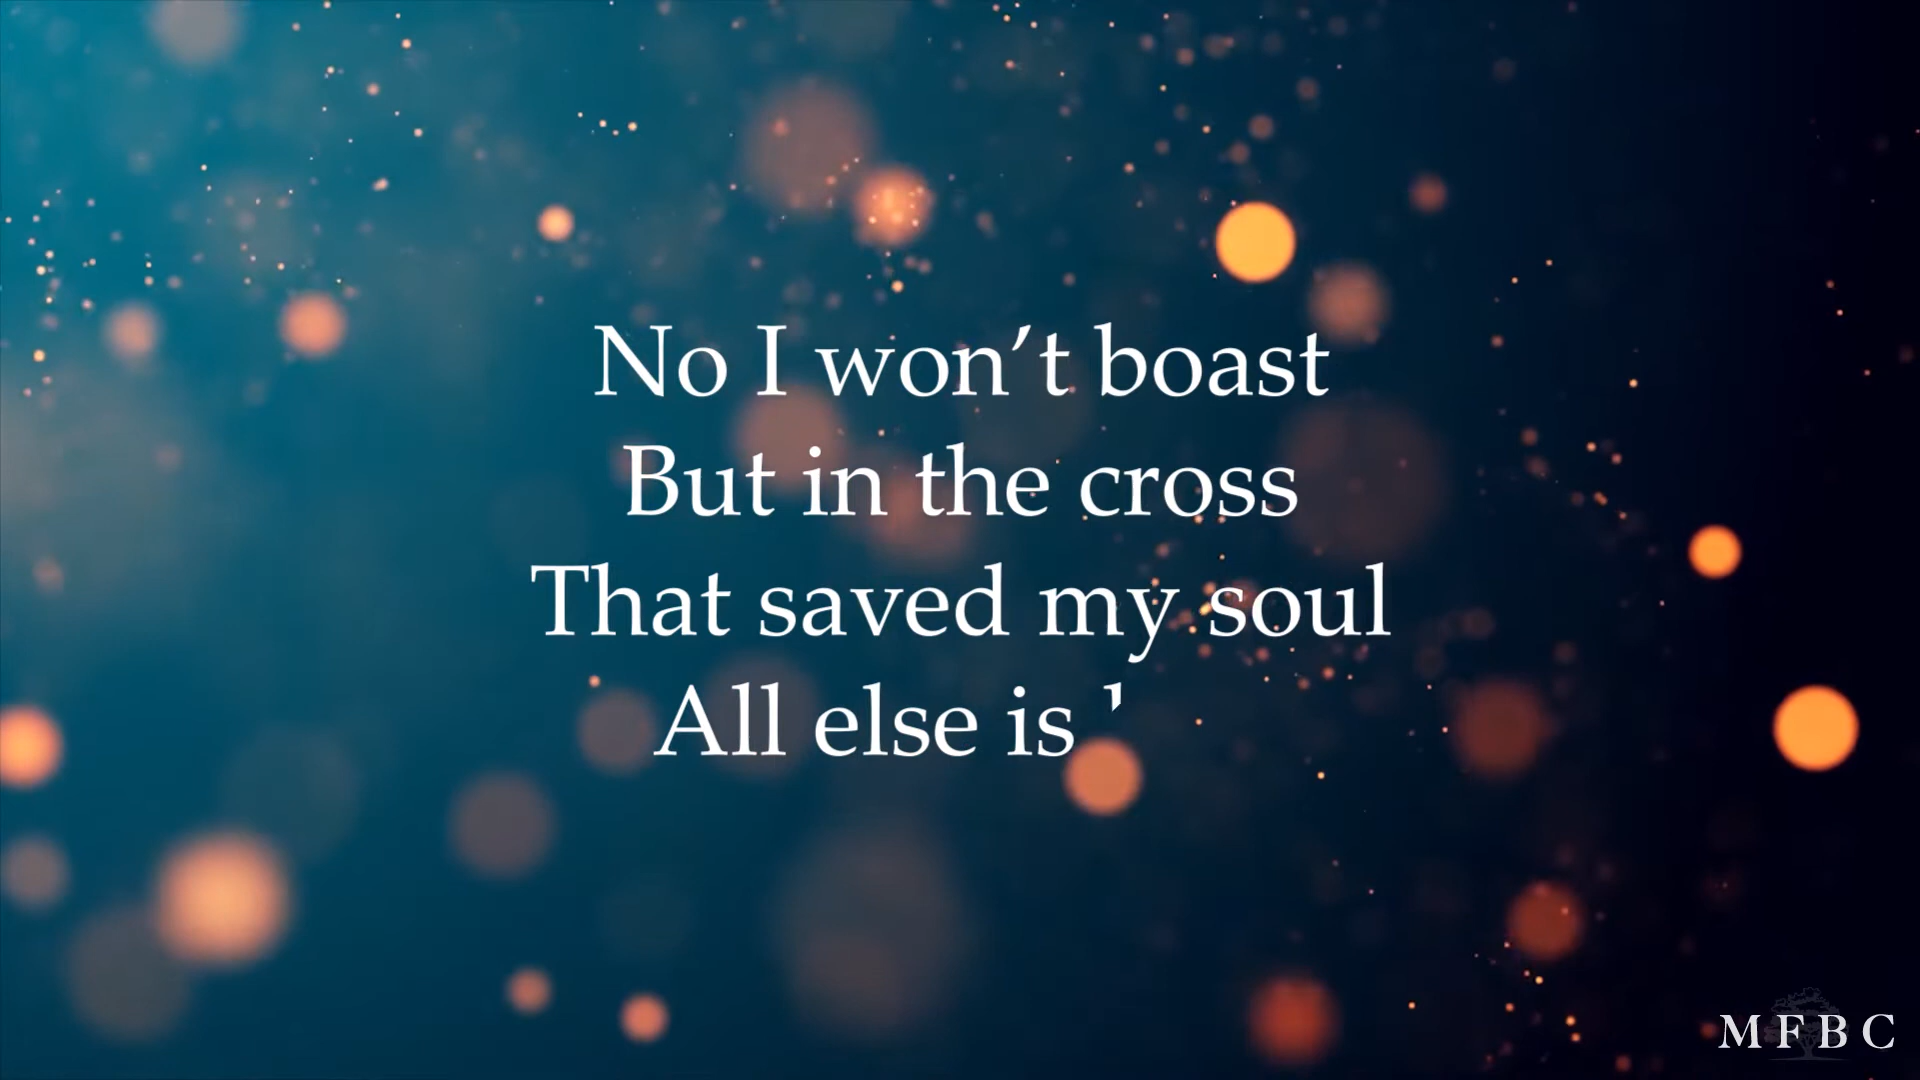 No I won’t boast
But in the cross
That saved my soul
All else is
MFBC